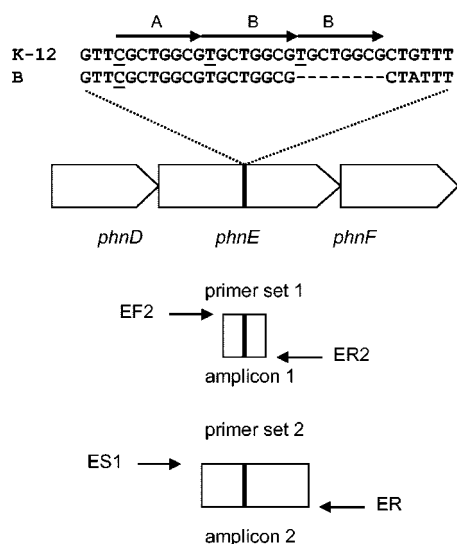 A B B
K-12 GTTCGCTGGCGTGCTGGCGTGCTGGCGCTGTTT
B GTTCGCTGGCGTGCTGGCG--------CTATTT
phnD phnE phnF
primer set 1
EF2
ER2
amplicon 1
primer set 2
ES1
ER
amplicon 2